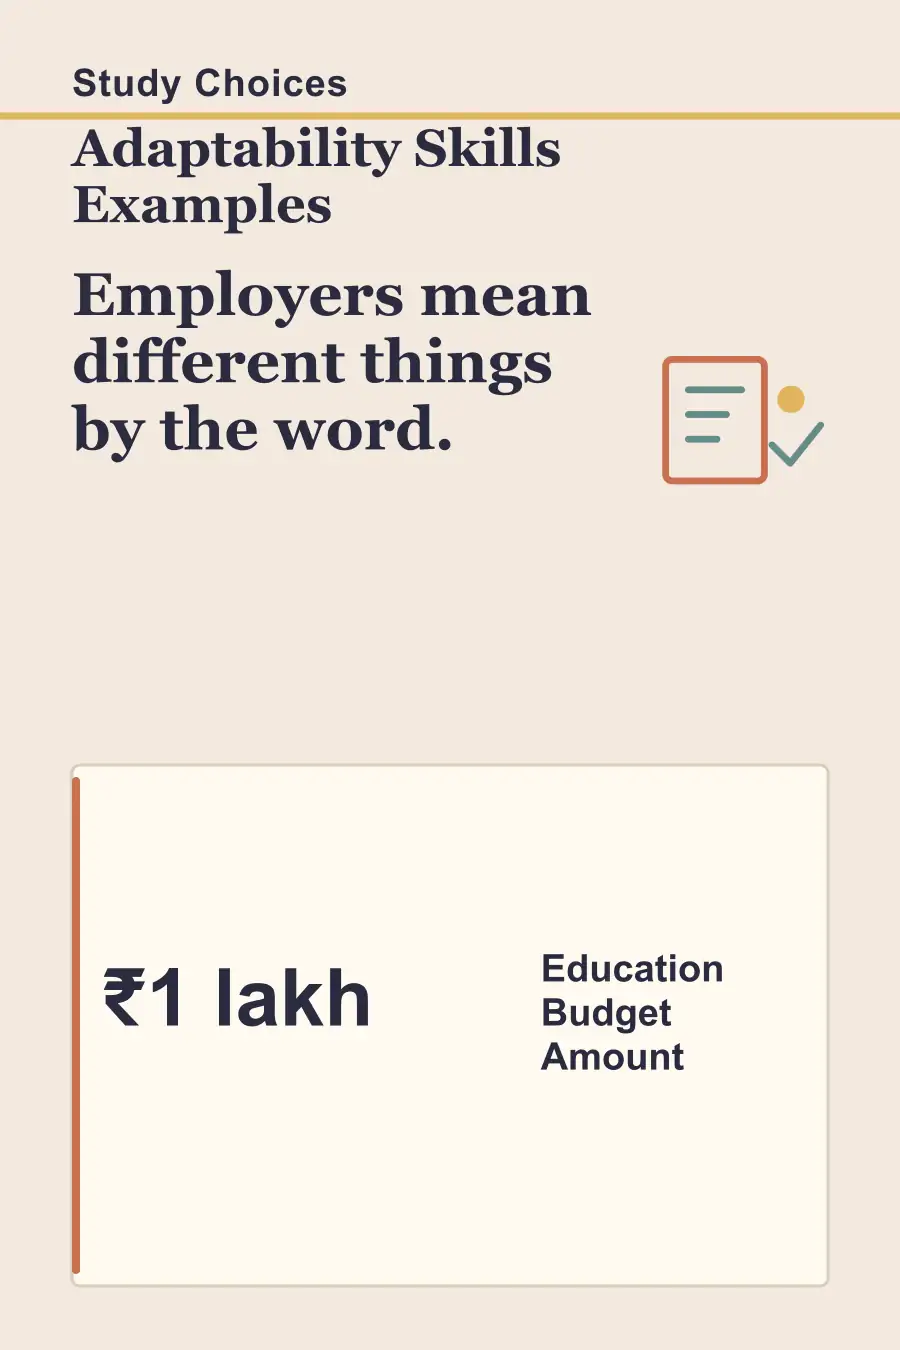 Study Choices
Adaptability Skills
Examples
Employers mean
different things
by the word.
₹1 lakh
Education
Budget
Amount